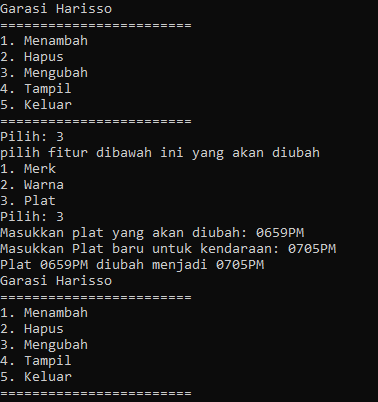 Garasi Harisso
========================
1. Menambah
2. Hapus
3. Mengubah
4. Tampil
5. Keluar
========================
Pilih: 3
pilih fitur dibawah ini yang akan diubah
1. Merk
2. Warna
3. Plat
Pilih: 3
Masukkan plat yang akan diubah: 0659PM
Masukkan Plat baru untuk kendaraan: 0705PM
Plat 0659PM diubah menjadi 0705PM
Garasi Harisso
========================
1. Menambah
2. Hapus
3. Mengubah
4. Tampil
5. Keluar
========================